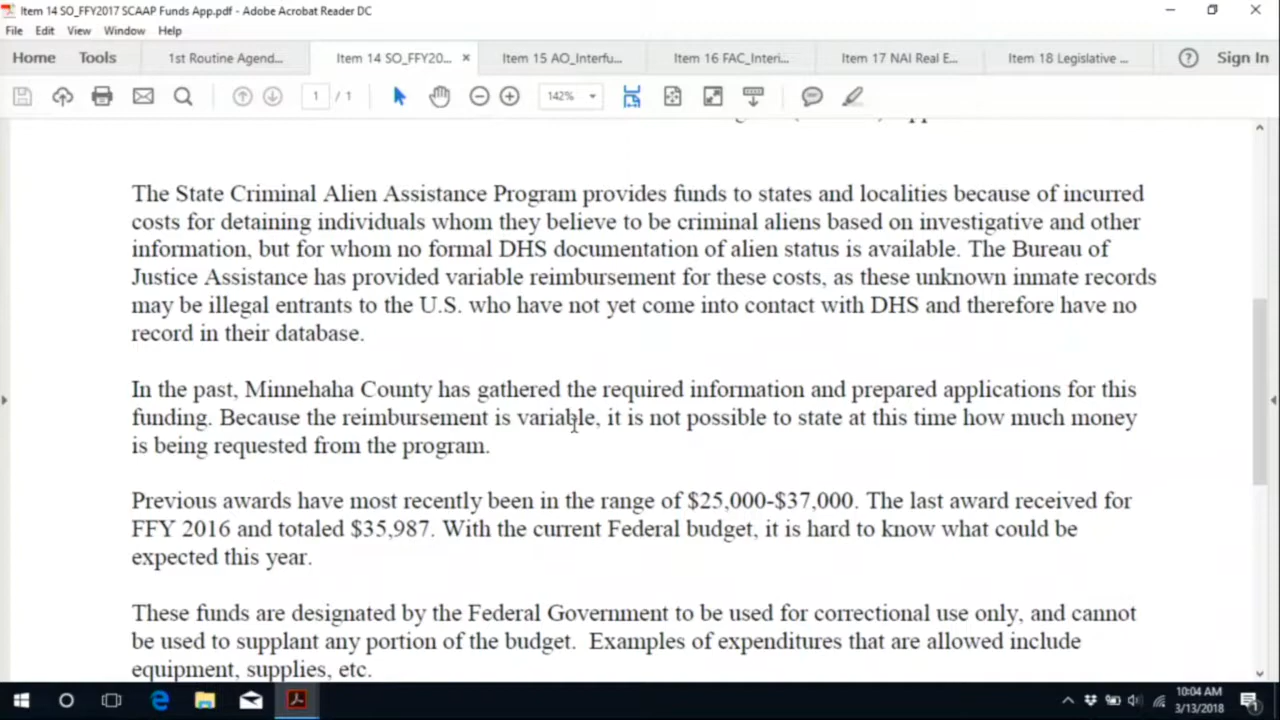 Item 14 SO_FFY2017 SCAAP Funds App.pdf - Adobe Acrobat Reader DC
File Edit View Window Help
Home Tools 1st Routine Agend... Item 14 SO_FFY20... Item 15 AO_Interfu... Item 16 FAC_Interi... Item 17 NAI Real E... Item 18 Legislative ... Sign In
1 / 1 142%
The State Criminal Alien Assistance Program provides funds to states and localities because of incurred
costs for detaining individuals whom they believe to be criminal aliens based on investigative and other
information, but for whom no formal DHS documentation of alien status is available. The Bureau of
Justice Assistance has provided variable reimbursement for these costs, as these unknown inmate records
may be illegal entrants to the U.S. who have not yet come into contact with DHS and therefore have no
record in their database.
In the past, Minnehaha County has gathered the required information and prepared applications for this
funding. Because the reimbursement is variable, it is not possible to state at this time how much money
is being requested from the program.
Previous awards have most recently been in the range of $25,000-$37,000. The last award received for
FFY 2016 and totaled $35,987. With the current Federal budget, it is hard to know what could be
expected this year.
These funds are designated by the Federal Government to be used for correctional use only, and cannot
be used to supplant any portion of the budget. Examples of expenditures that are allowed include
equipment, supplies, etc.
10:04 AM
3/13/2018